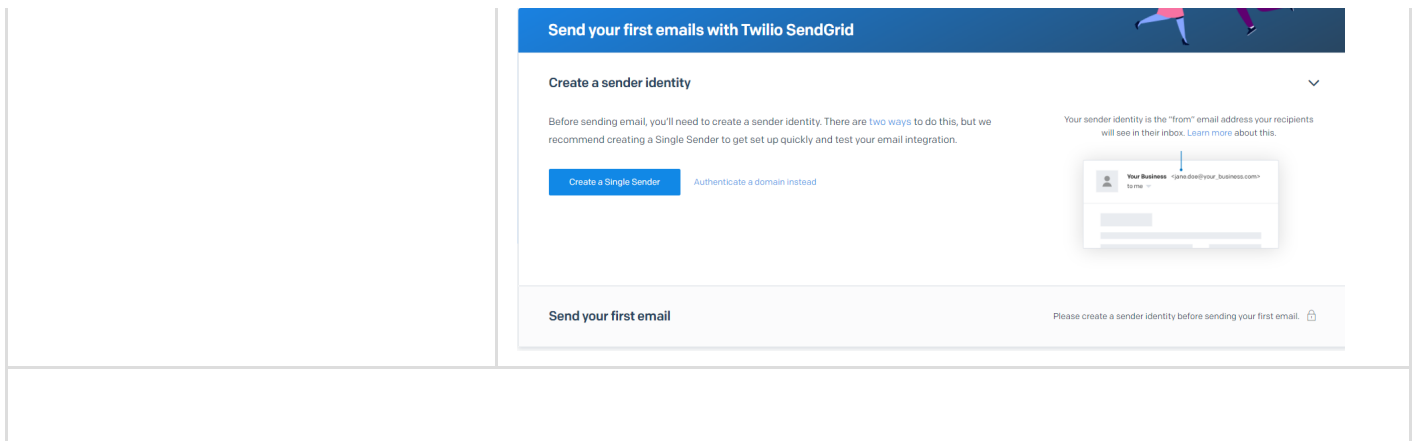 Send your first emails with Twilio SendGrid
Create a sender identity
Before sending email, you'll need to create a sender identity. There are two ways to do this, but we
recommend creating a Single Sender to get set up quickly and test your email integration.
Create a Single Sender
Authenticate a domain instead
Your sender identity is the "from" email address your recipients
will see in their inbox. Learn more about this.
Your Business <jane.doe@your_business.com>
to me
Send your first email
Please create a sender identity before sending your first email.